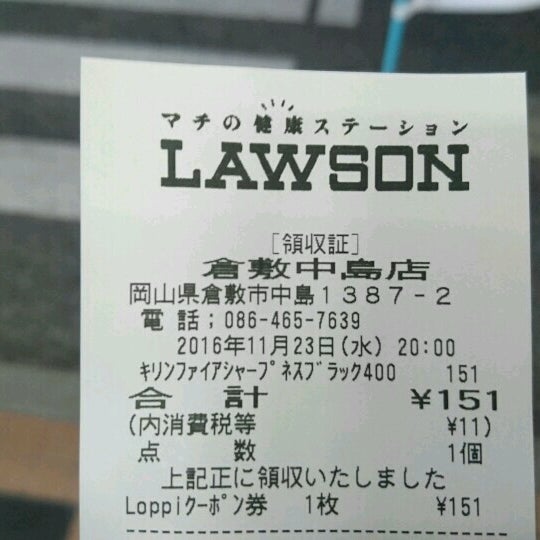 マチの健康ステーション
LAWSON
[領収証]
倉敷中島店
岡山県倉敷市中島1387-2
電話;086-465-7639
2016年11月23日(水) 20:00
ｷﾘﾝﾌｧｲｱｼｬｰﾌﾟﾈｽﾌﾞﾗｯｸ400 151
合計 ¥151
(内消費税等 ¥11)
点数 1個
上記正に領収いたしました
Loppiｸｰﾎﾟﾝ券 1枚 ¥151